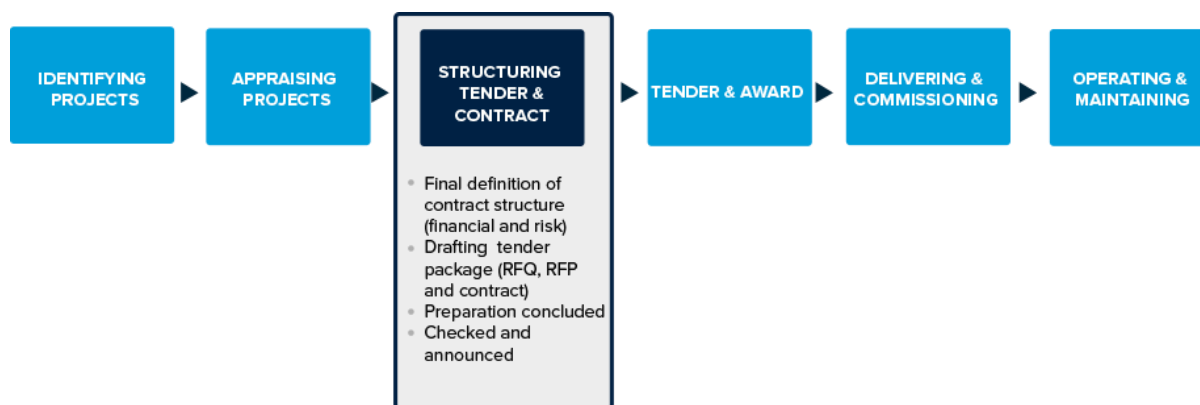 IDENTIFYING
PROJECTS
APPRAISING
PROJECTS
STRUCTURING
TENDER &
CONTRACT
TENDER & AWARD
DELIVERING &
COMMISSIONING
OPERATING &
MAINTAINING
Final definition of
contract structure
(financial and risk)
Drafting tender
package (RFQ, RFP
and contract)
Preparation concluded
Checked and
announced